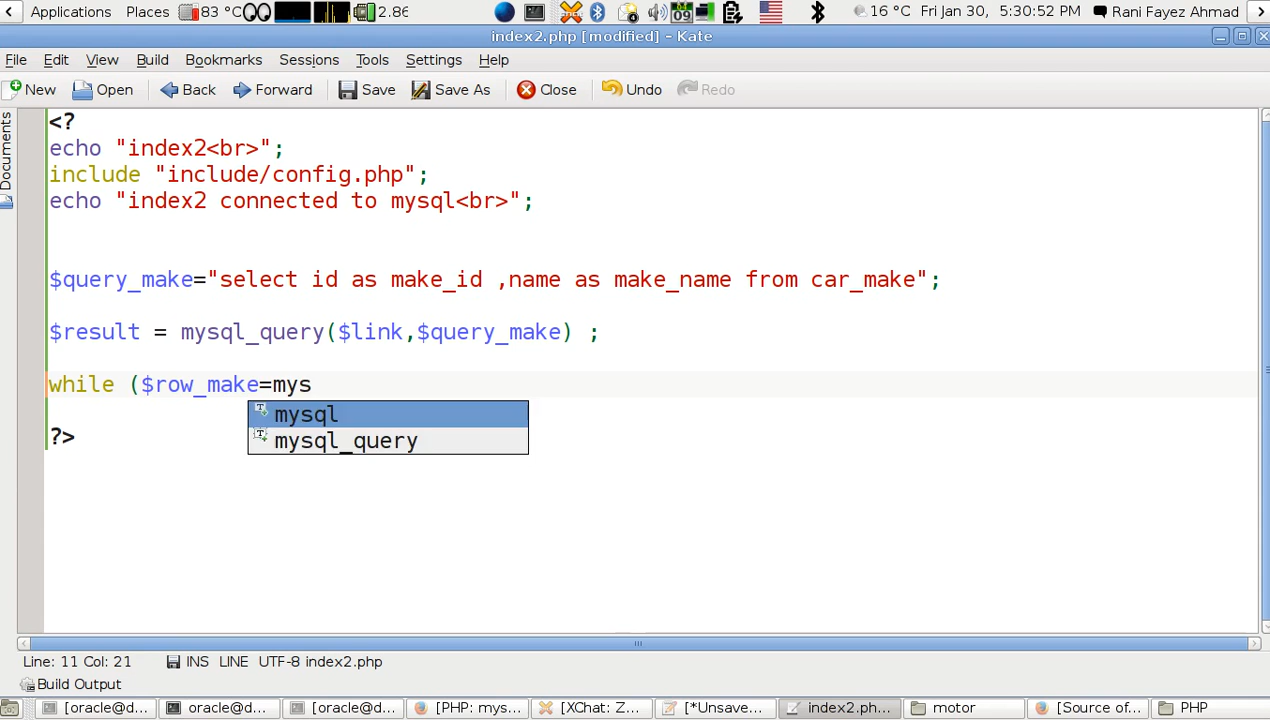 Applications Places 83 °C 2.86 16 °C Fri Jan 30, 5:30:52 PM Rani Fayez Ahmad
index2.php [modified] – Kate
File Edit View Build Bookmarks Sessions Tools Settings Help
New Open Back Forward Save Save As Close Undo Redo
Documents
<?
echo "index2<br>";
include "include/config.php";
echo "index2 connected to mysql<br>";
$query_make="select id as make_id ,name as make_name from car_make";
$result = mysql_query($link,$query_make) ;
while ($row_make=mys
mysql
mysql_query
?>
Line: 11 Col: 21 INS LINE UTF-8 index2.php
Build Output
[oracle@d... oracle@d... [oracle@d... [PHP: mys... [XChat: Z... [*Unsave... index2.ph... motor [Source of... PHP